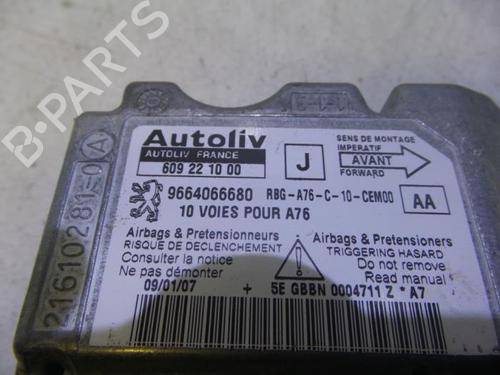 B-PARTS
Autoliv
AUTOLIV FRANCE
609 22 10 00
J
SENS DE MONTAGE
IMPERATIF
AVANT
FORWARD
9664066680 RBG-A76-C-10-CEM00 AA
10 VOIES POUR A76
Airbags & Pretensionneurs
RISQUE DE DECLENCHEMENT
Consulter la notice
Ne pas démonter
Airbags & Pretensioners
TRIGGERING HASARD
Do not remove
Read manual
09/01/07 + 5E GBBN 0004711 Z *A7
21610281-0 A